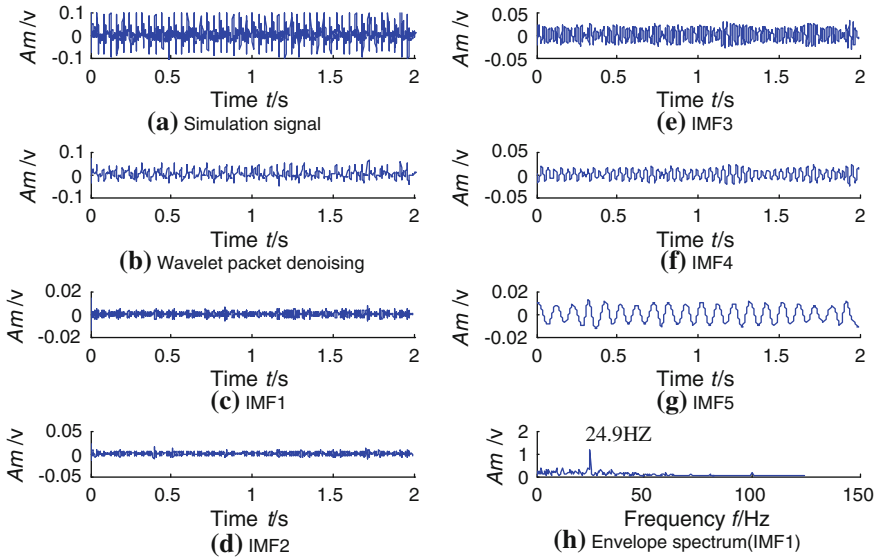 Am /v
0.1
0
-0.1
0 0.5 1 1.5 2
Time t/s
(a) Simulation signal
Am /v
0.1
0
-0.1
0 0.5 1 1.5 2
Time t/s
(b) Wavelet packet denoising
Am /v
0.02
0
-0.02
0 0.5 1 1.5 2
Time t/s
(c) IMF1
Am /v
0.05
0
-0.05
0 0.5 1 1.5 2
Time t/s
(d) IMF2
Am /v
0.05
0
-0.05
0 0.5 1 1.5 2
Time t/s
(e) IMF3
Am /v
0.05
0
-0.05
0 0.5 1 1.5 2
Time t/s
(f) IMF4
Am /v
0.02
0
-0.02
0 0.5 1 1.5 2
Time t/s
(g) IMF5
Am /v
2
1
0
24.9HZ
0 50 100 150
Frequency f/Hz
(h) Envelope spectrum(IMF1)